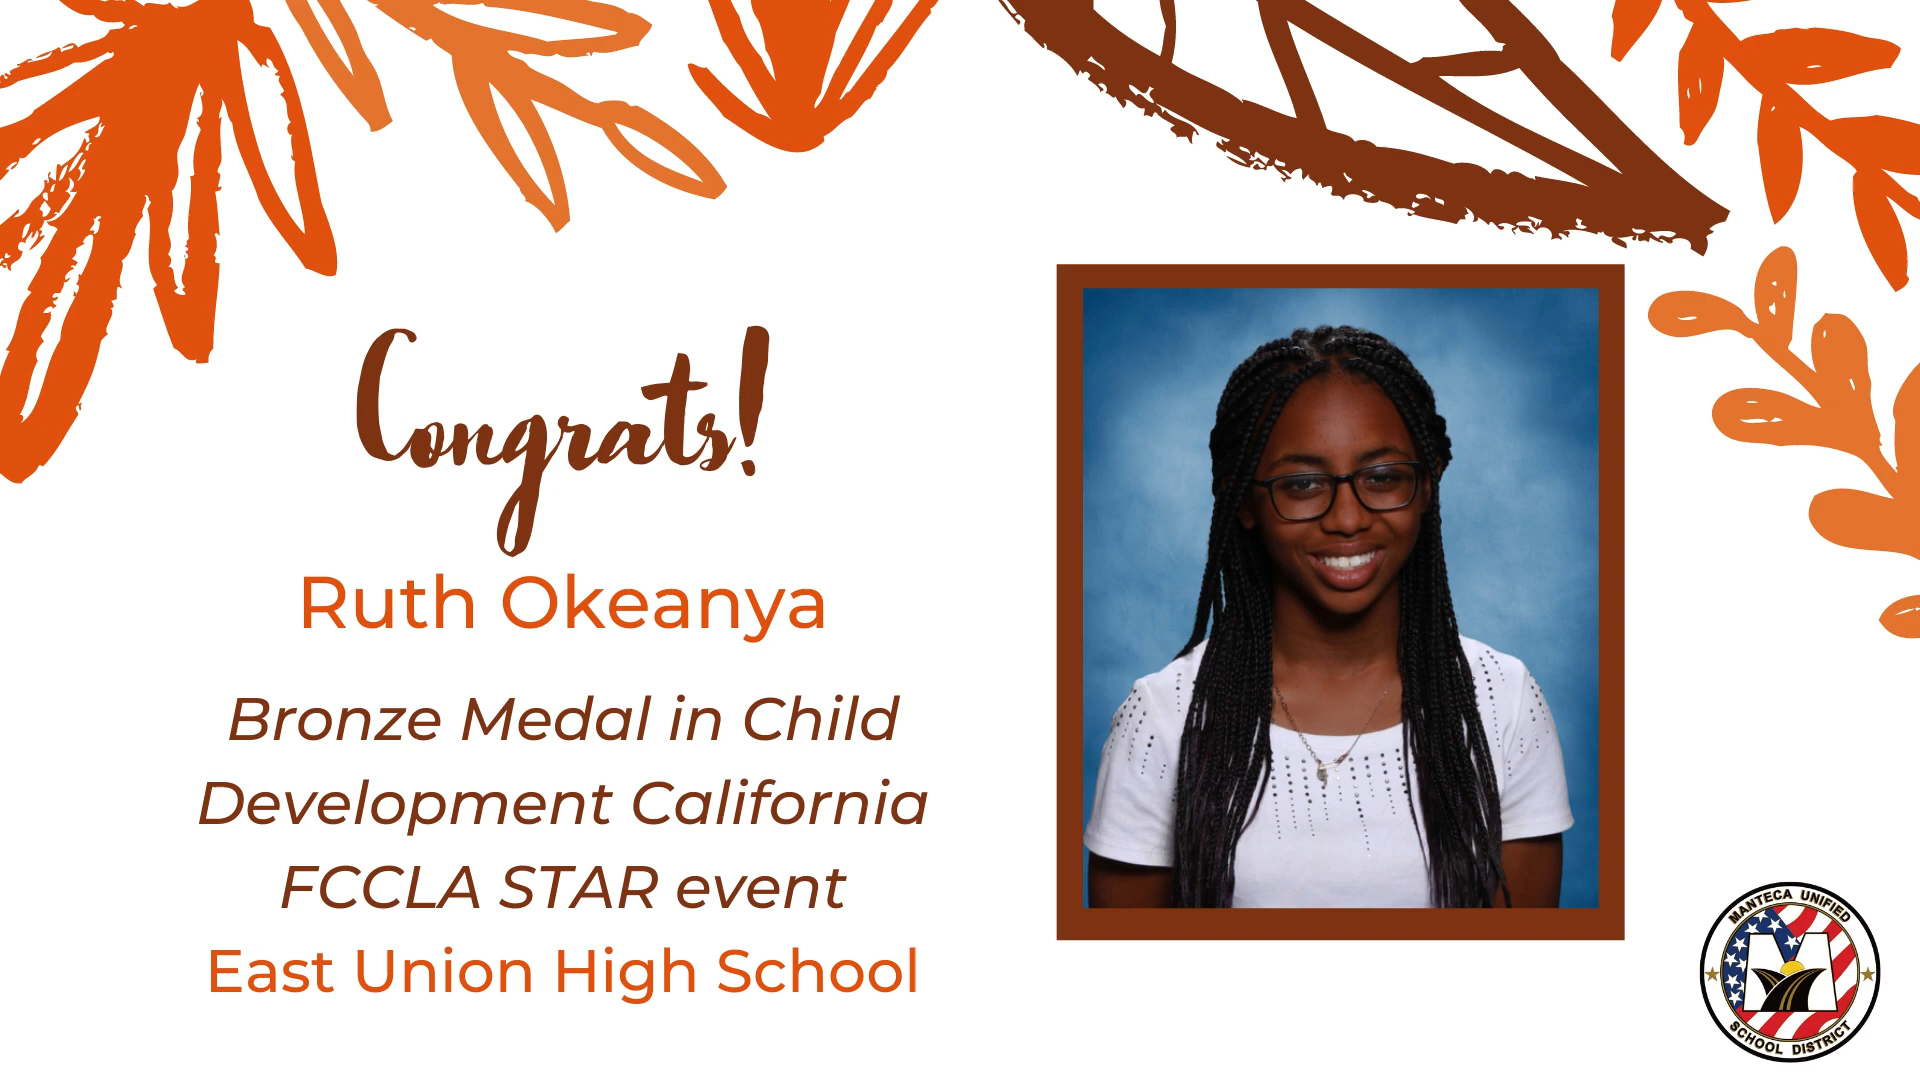 Congrats!
Ruth Okeanya
Bronze Medal in Child
Development California
FCCLA STAR event
East Union High School
MANTECA UNIFIED
SCHOOL DISTRICT